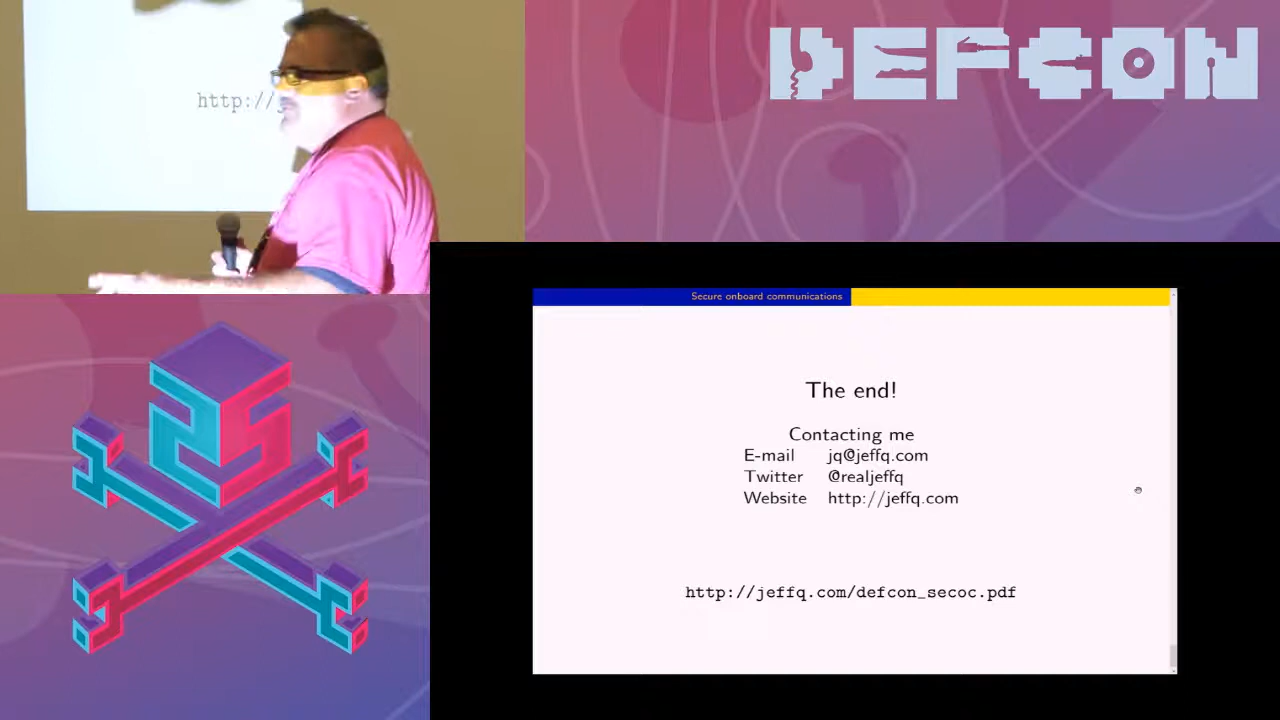 http://j
DEFCON
Secure onboard communications
The end!
Contacting me
E-mail jq@jeffq.com
Twitter @realjeffq
Website http://jeffq.com
http://jeffq.com/defcon_secoc.pdf
25